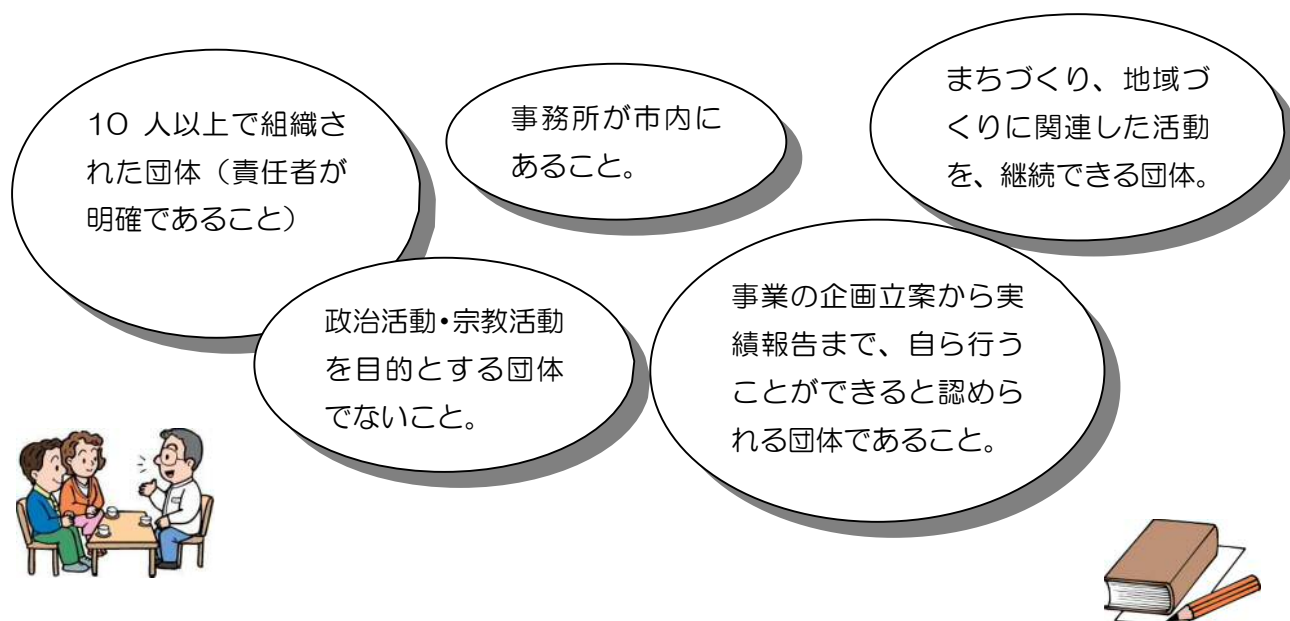 10 人以上で組織さ
れた団体（責任者が
明確であること）
事務所が市内に
あること。
まちづくり、地域づ
くりに関連した活動
を、継続できる団体。
政治活動・宗教活動
を目的とする団体
でないこと。
事業の企画立案から実
績報告まで、自ら行う
ことができると認めら
れる団体であること。